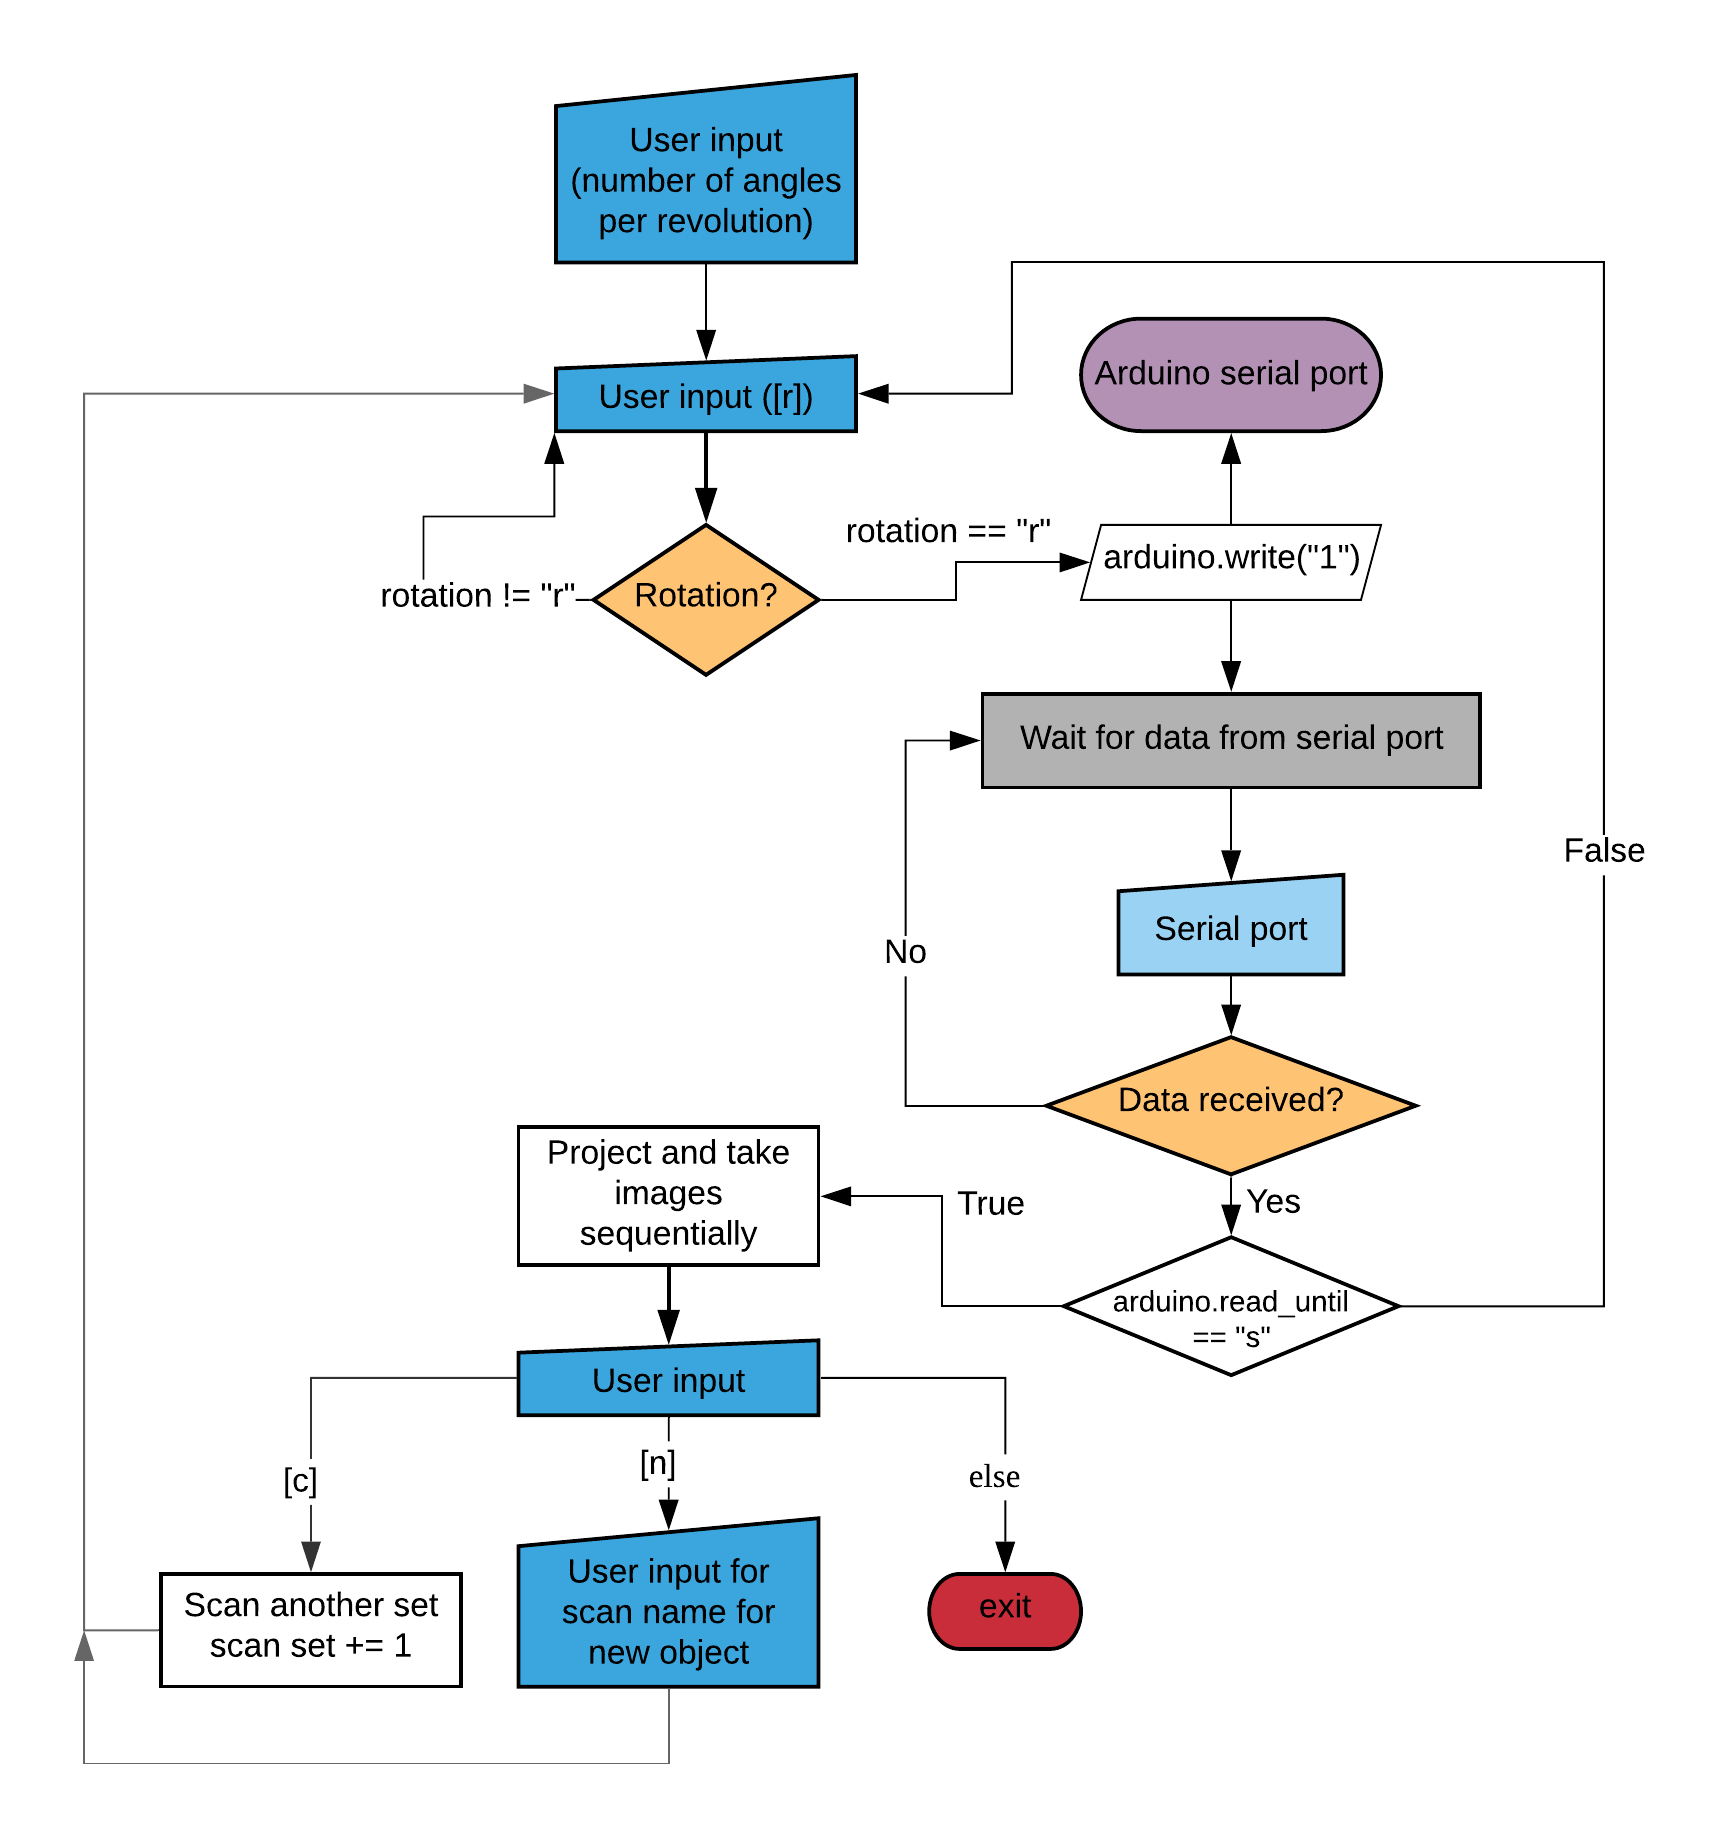 User input
(number of angles
per revolution)
Arduino serial port
User input ([r])
rotation == "r"
arduino.write("1")
rotation != "r"
Rotation?
Wait for data from serial port
False
Serial port
No
Data received?
Project and take
images
sequentially
True
Yes
arduino.read_until
== "s"
User input
[c]
[n]
else
User input for
scan name for
new object
Scan another set
scan set += 1
exit